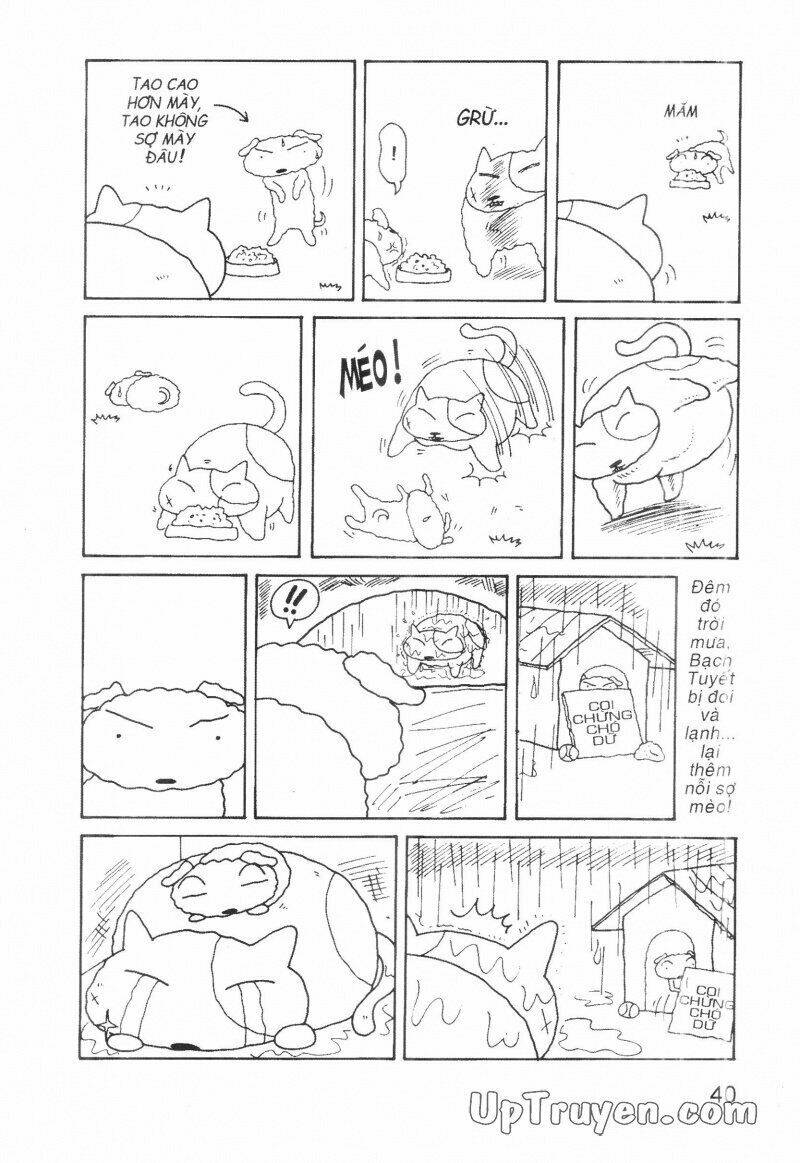 TAO CAO
HƠN MÀY,
TAO KHÔNG
SỢ MÀY
ĐÂU!
!
GRỪ...
MĂM
MÉO!
!!
COI
CHỪNG
CHÓ
DỮ
Đêm
đó
trời
mưa,
Bạch
Tuyết
bị đói
và
lạnh...
lại
thêm
nỗi sợ
mèo!
COI
CHỪNG
CHÓ
DỮ
40
UpTruyen.com